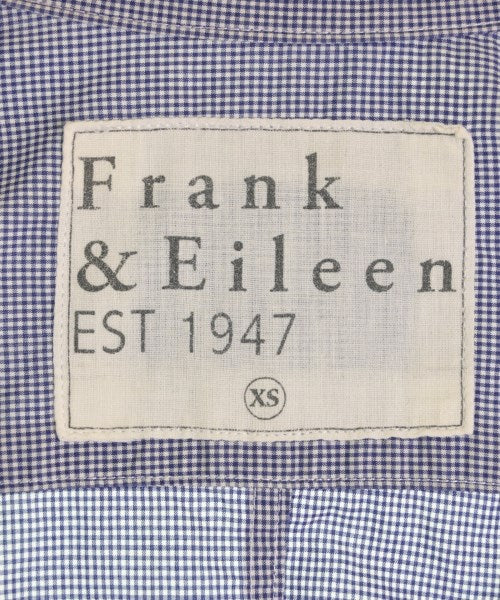 Frank
& Eileen
EST 1947
XS